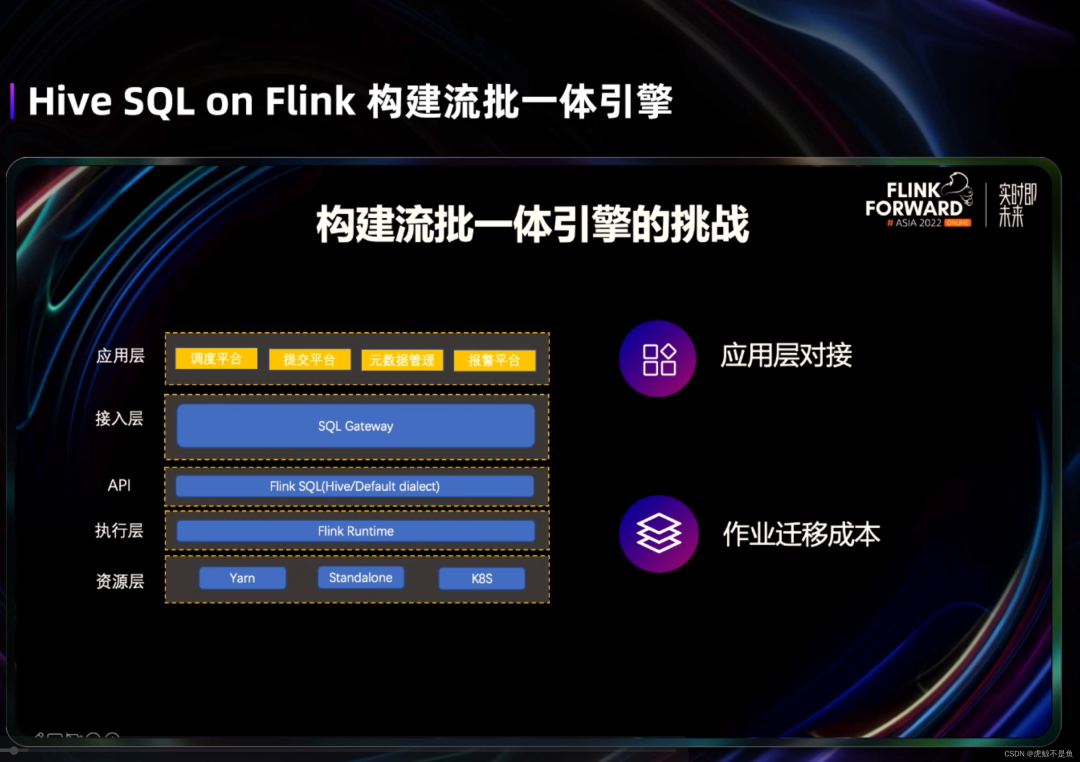 Hive SQL on Flink 构建流批一体引擎
FLINK
FORWARD
# ASIA 2022 ONLINE
实时即
未来
构建流批一体引擎的挑战
应用层
调度平台 提交平台 元数据管理 报警平台
接入层
SQL Gateway
API
Flink SQL(Hive/Default dialect)
执行层
Flink Runtime
资源层
Yarn Standalone K8S
应用层对接
作业迁移成本
CSDN @虎鲸不是鱼